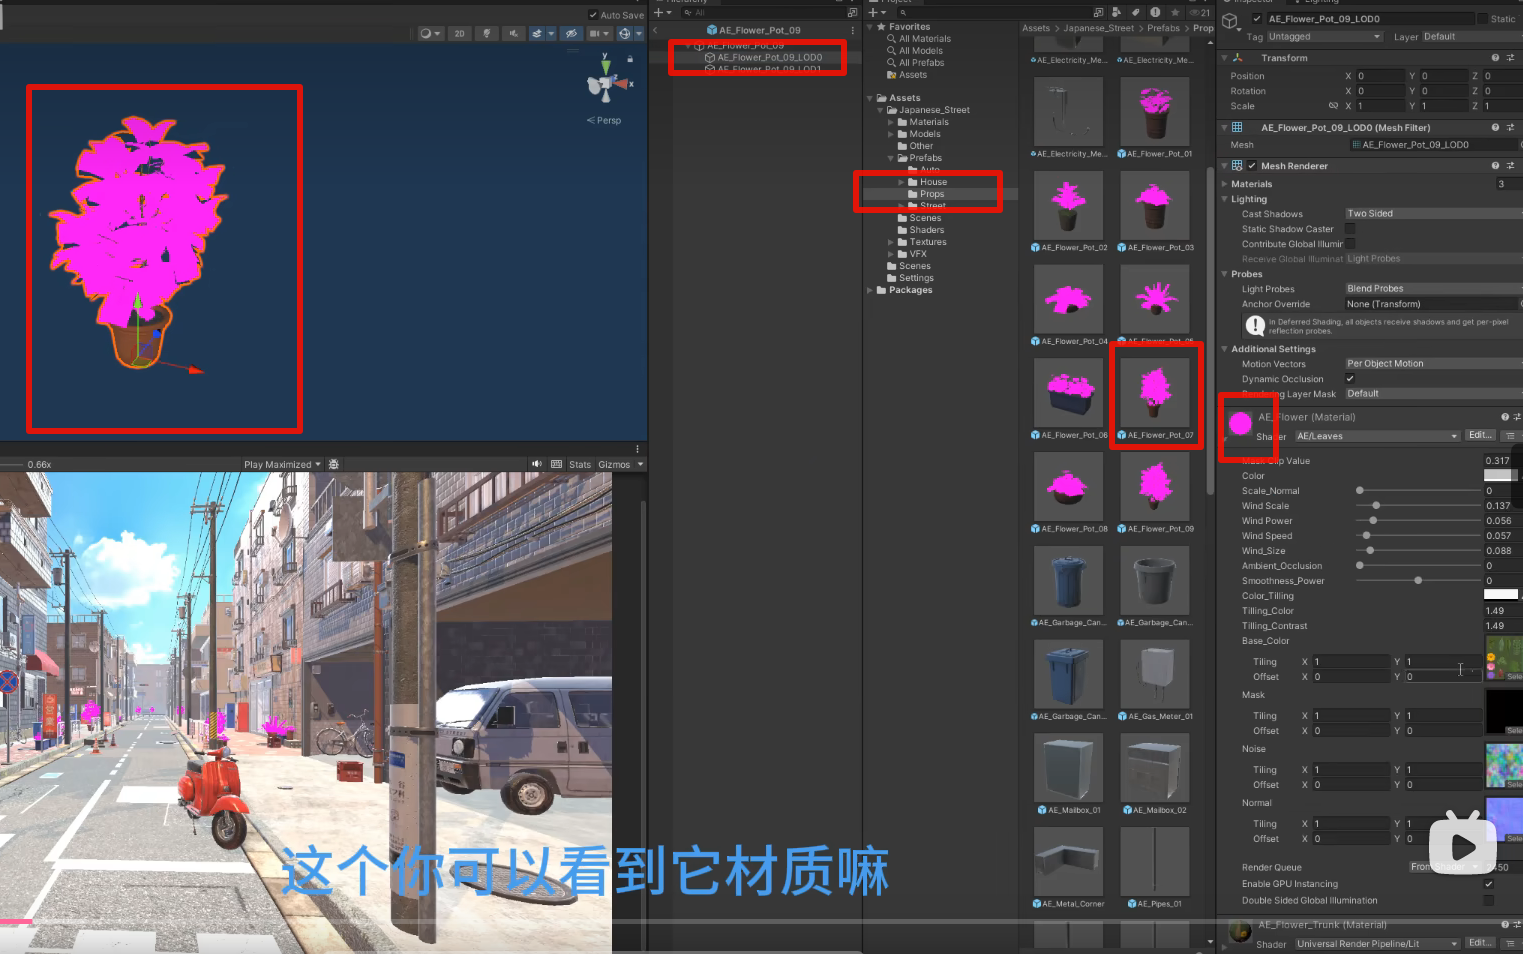 Auto Save
2D
Persp
0.66x
Play Maximized
Stats
Gizmos
这个你可以看到它材质嘛
All
AE_Flower_Pot_09
AE_Flower_Pot_09
AE_Flower_Pot_09_LOD0
AE_Flower_Pot_09_LOD1
21
Favorites
All Materials
All Models
All Prefabs
Assets
Assets
Japanese_Street
Materials
Models
Other
Prefabs
Auto
House
Props
Street
Scenes
Shaders
Textures
VFX
Scenes
Settings
Packages
Assets > Japanese_Street > Prefabs > Prop
AE_Electricity_Me...
AE_Electricity_Me...
AE_Electricity_Me...
AE_Flower_Pot_01
AE_Flower_Pot_02
AE_Flower_Pot_03
AE_Flower_Pot_04
AE_Flower_Pot_06
AE_Flower_Pot_07
AE_Flower_Pot_08
AE_Flower_Pot_09
AE_Garbage_Can...
AE_Garbage_Can...
AE_Garbage_Can...
AE_Gas_Meter_01
AE_Mailbox_01
AE_Mailbox_02
AE_Metal_Corner
AE_Pipes_01
AE_Flower_Pot_09_LOD0
Static
Tag Untagged
Layer Default
Transform
Position X 0 Y 0 Z 0
Rotation X 0 Y 0 Z 0
Scale X 1 Y 1 Z 1
AE_Flower_Pot_09_LOD0 (Mesh Filter)
Mesh AE_Flower_Pot_09_LOD0
Mesh Renderer
Materials 3
Lighting
Cast Shadows Two Sided
Static Shadow Caster
Contribute Global Illumir
Receive Global Illuminat Light Probes
Probes
Light Probes Blend Probes
Anchor Override None (Transform)
In Deferred Shading, all objects receive shadows and get per-pixel
reflection probes.
Additional Settings
Motion Vectors Per Object Motion
Dynamic Occlusion
Rendering Layer Mask Default
AE_Flower (Material)
Shader AE/Leaves Edit...
Mask Clip Value 0.317
Color
Scale_Normal 0
Wind Scale 0.137
Wind Power 0.056
Wind Speed 0.057
Wind_Size 0.088
Ambient_Occlusion 0
Smoothness_Power 0
Color_Tilling
Tilling_Color 1.49
Tilling_Contrast 1.49
Base_Color
Tiling X 1 Y 1
Offset X 0 Y 0 Sele
Mask
Tiling X 1 Y 1
Offset X 0 Y 0 Sele
Noise
Tiling X 1 Y 1
Offset X 0 Y 0 Sele
Normal
Tiling X 1 Y 1
Offset X 0 Y 0
Render Queue From Shader 2450
Enable GPU Instancing
Double Sided Global Illumination
AE_Flower_Trunk (Material)
Shader Universal Render Pipeline/Lit Edit...